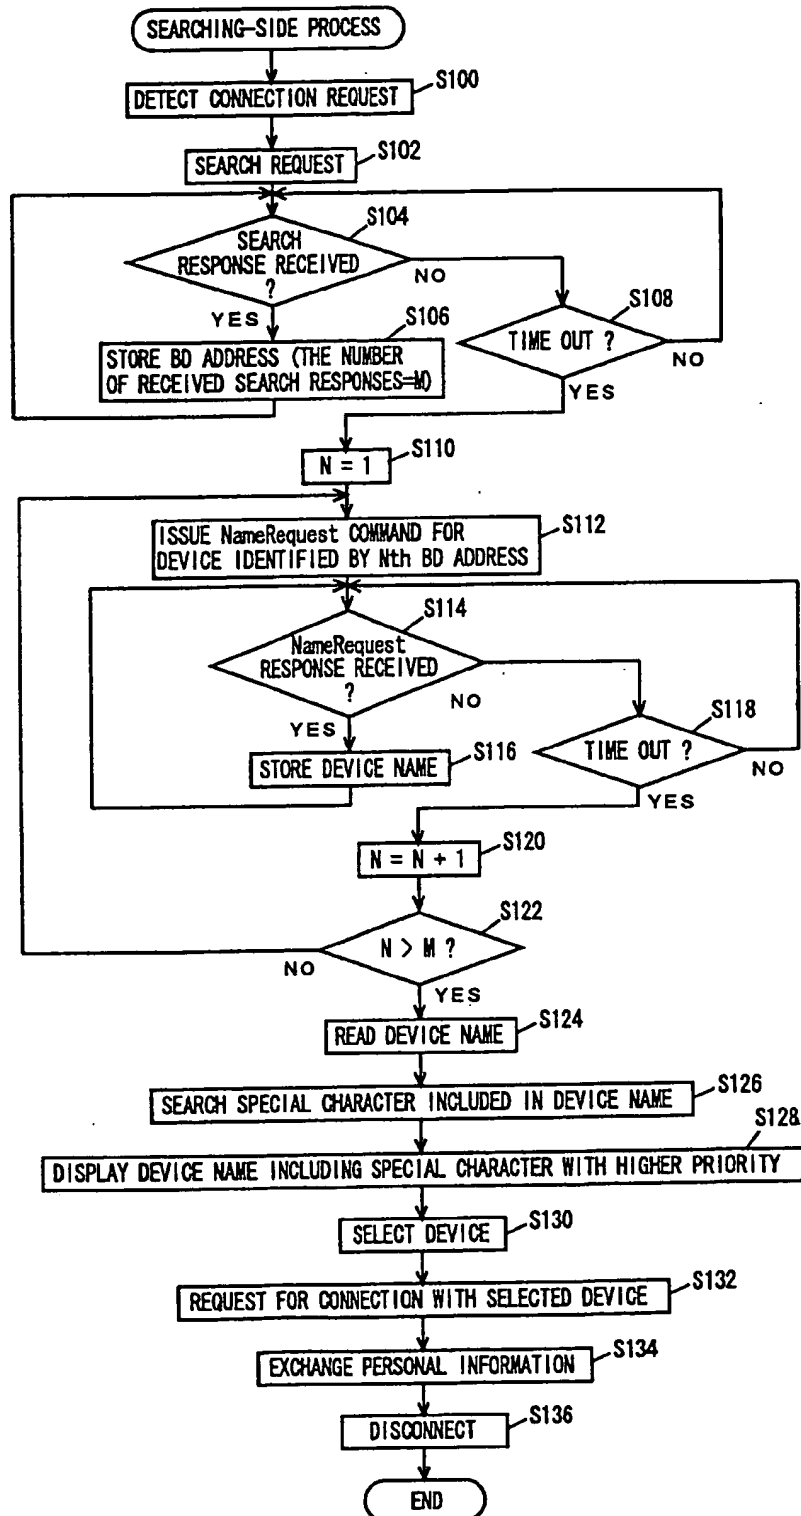 SEARCHING-SIDE PROCESS
S100
DETECT CONNECTION REQUEST
S102
SEARCH REQUEST
S104
SEARCH
RESPONSE RECEIVED
?
NO
YES
S106
STORE BD ADDRESS (THE NUMBER
OF RECEIVED SEARCH RESPONSES=M)
S108
TIME OUT ?
NO
YES
S110
N = 1
S112
ISSUE NameRequest COMMAND FOR
DEVICE IDENTIFIED BY Nth BD ADDRESS
S114
NameRequest
RESPONSE RECEIVED
?
NO
YES
S116
STORE DEVICE NAME
S118
TIME OUT ?
NO
YES
S120
N = N + 1
S122
N > M ?
NO
YES
S124
READ DEVICE NAME
S126
SEARCH SPECIAL CHARACTER INCLUDED IN DEVICE NAME
S128
DISPLAY DEVICE NAME INCLUDING SPECIAL CHARACTER WITH HIGHER PRIORITY
S130
SELECT DEVICE
S132
REQUEST FOR CONNECTION WITH SELECTED DEVICE
S134
EXCHANGE PERSONAL INFORMATION
S136
DISCONNECT
END